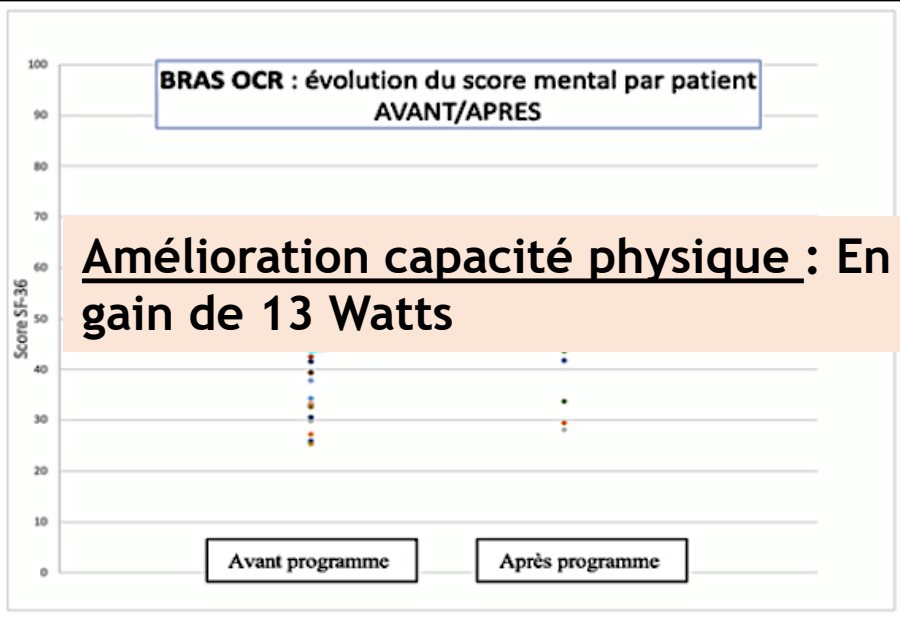 BRAS OCR : évolution du score mental par patient
AVANT/APRES
100
90
80
70
60
50
40
30
20
10
0
Score SF-36
Amélioration capacité physique : En
gain de 13 Watts
Avant programme
Après programme